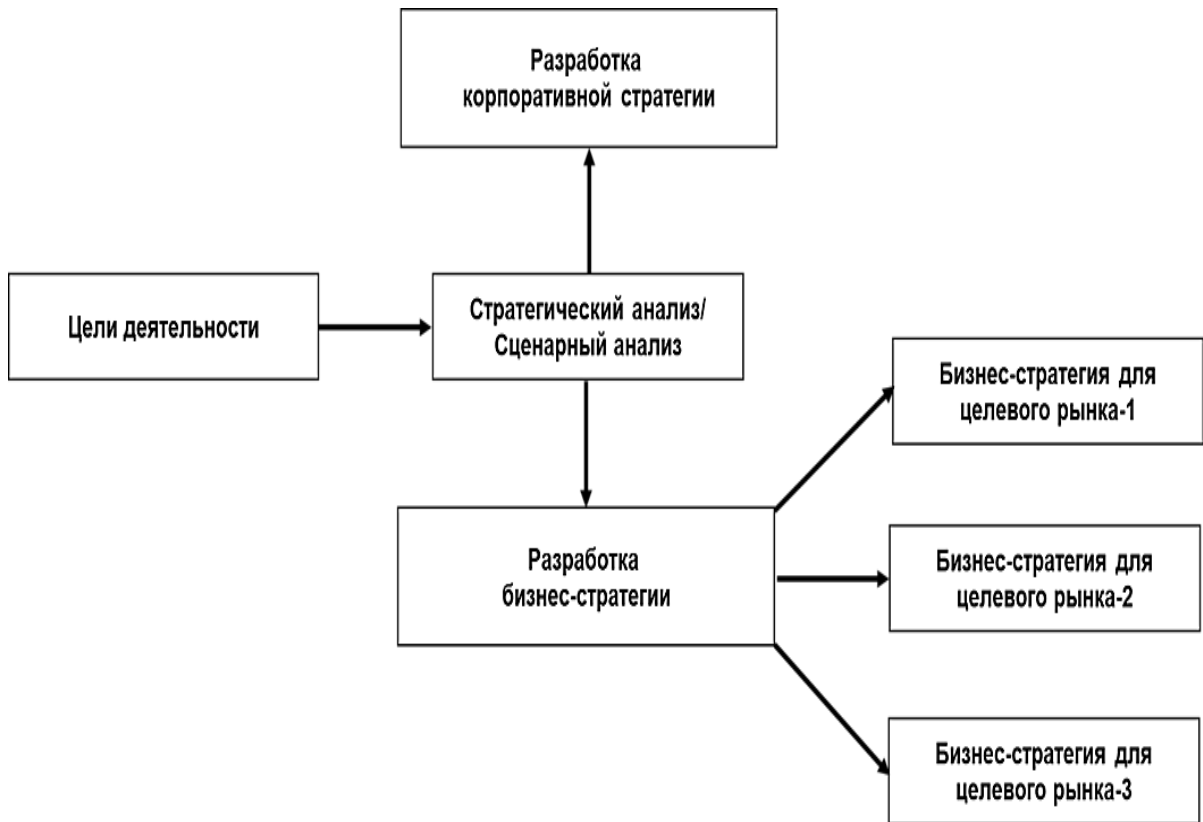 Разработка
корпоративной стратегии
Цели деятельности
Стратегический анализ/
Сценарный анализ
Бизнес-стратегия для
целевого рынка-1
Разработка
бизнес-стратегии
Бизнес-стратегия для
целевого рынка-2
Бизнес-стратегия для
целевого рынка-3